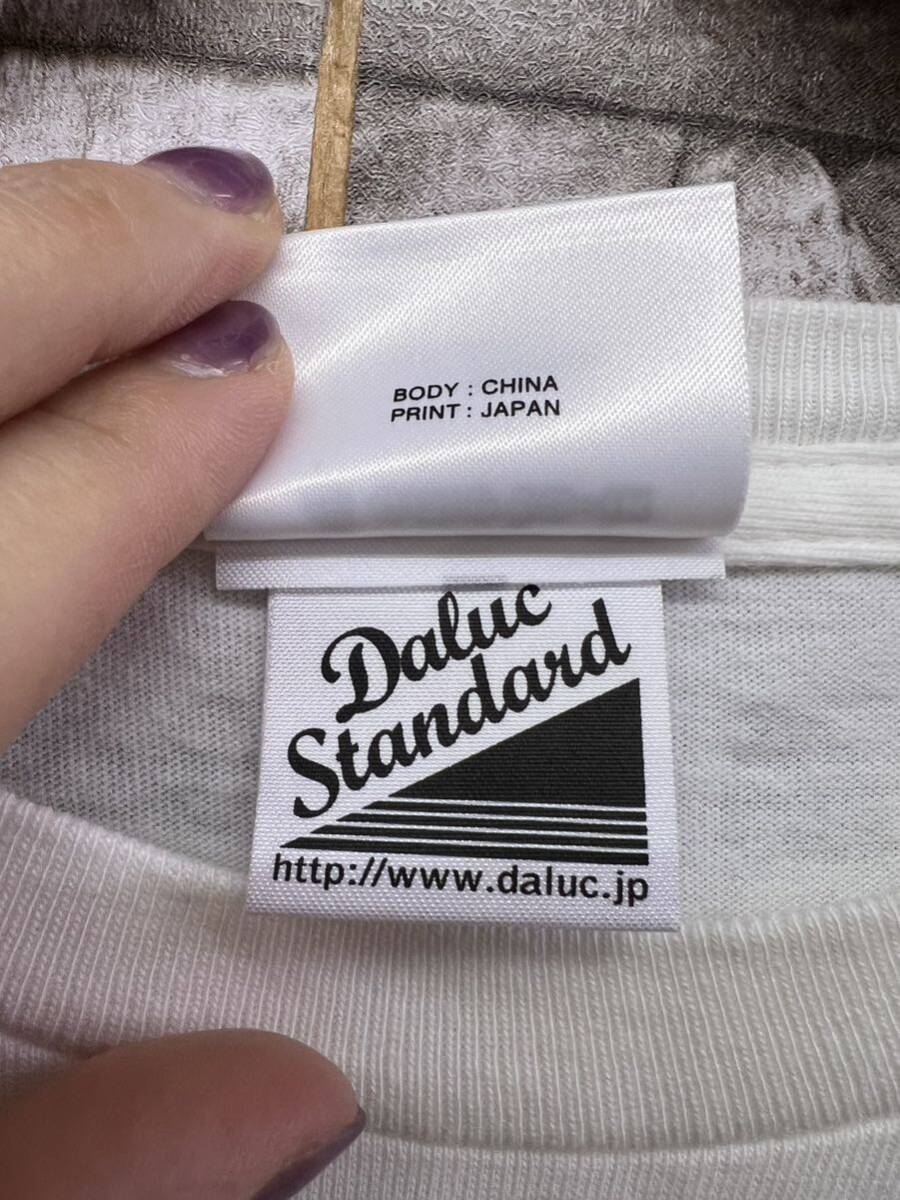 BODY : CHINA
PRINT : JAPAN
Daluc
Standard
http://www.daluc.jp